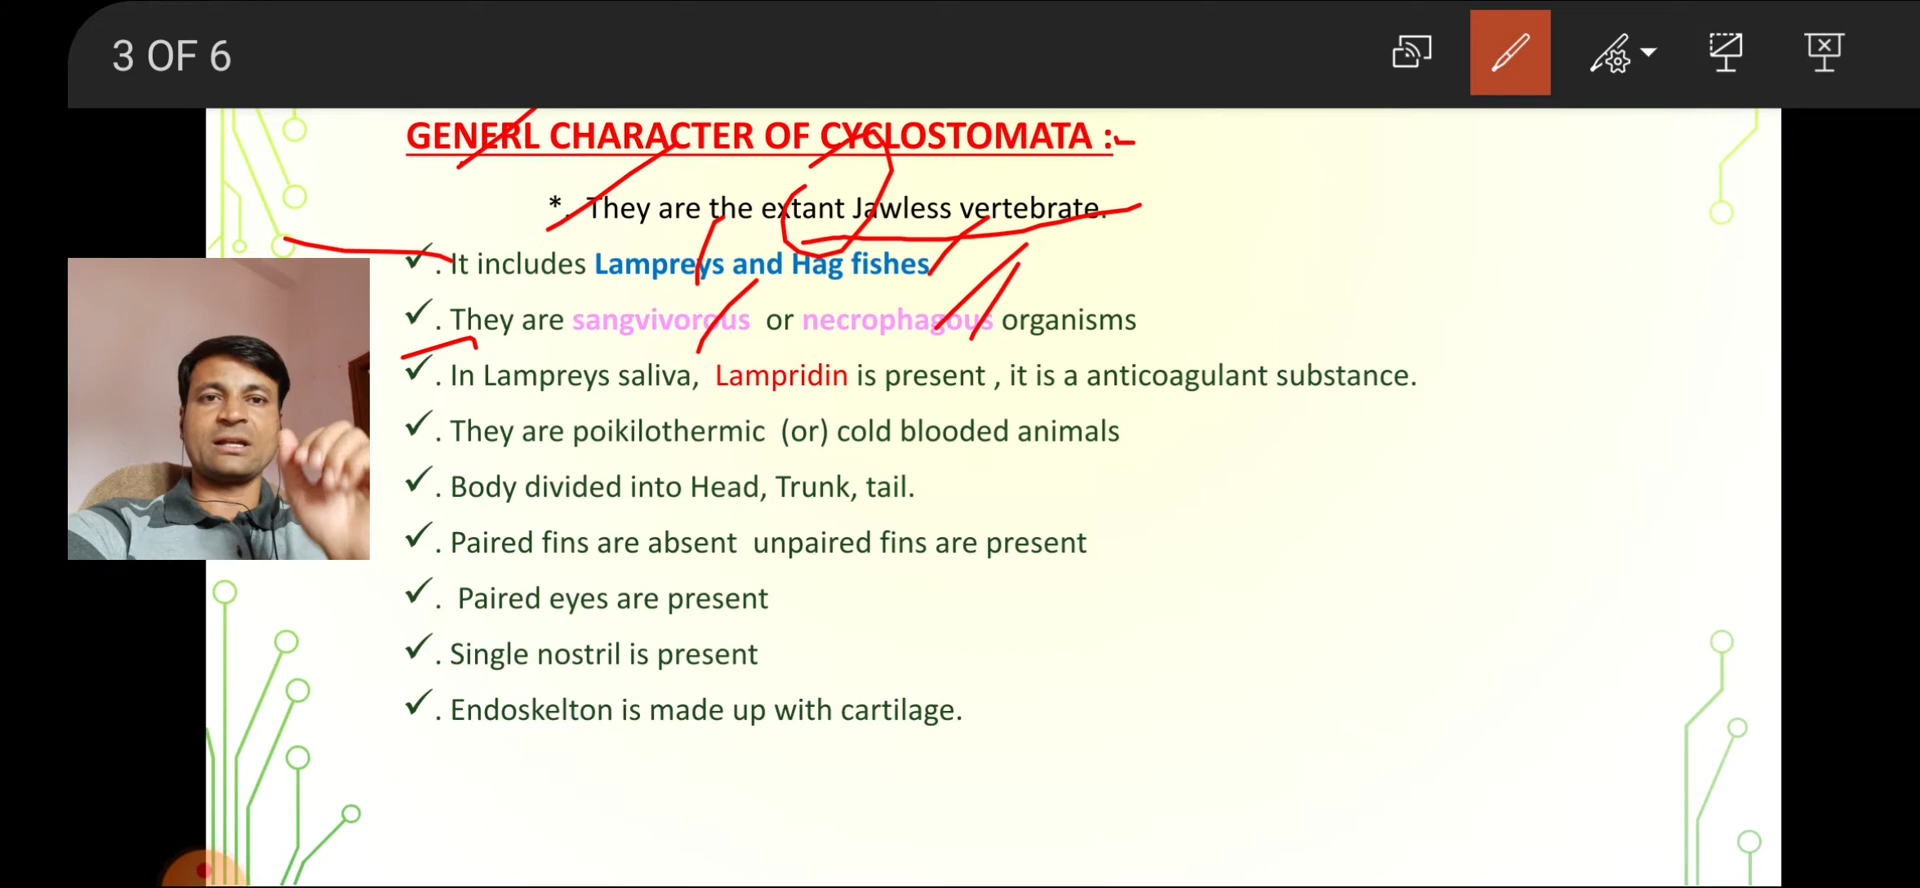 3 OF 6
GENERL CHARACTER OF CYCLOSTOMATA :-
*. They are the extant Jawless vertebrate.
✓. It includes Lampreys and Hag fishes
✓. They are sangvivorous or necrophagous organisms
✓. In Lampreys saliva, Lampridin is present , it is a anticoagulant substance.
✓. They are poikilothermic (or) cold blooded animals
✓. Body divided into Head, Trunk, tail.
✓. Paired fins are absent unpaired fins are present
✓. Paired eyes are present
✓. Single nostril is present
✓. Endoskelton is made up with cartilage.